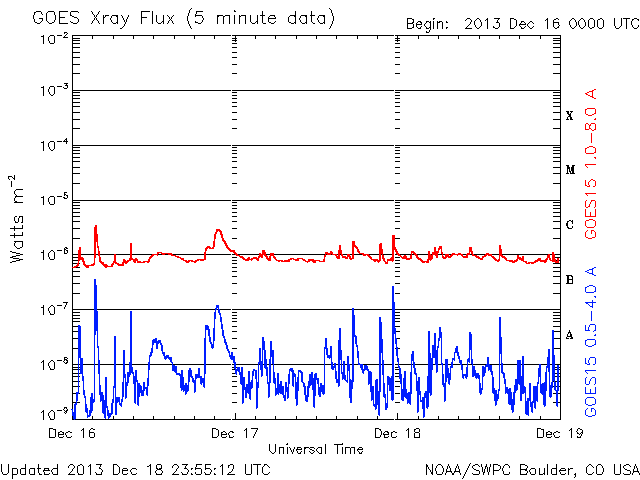 GOES Xray Flux (5 minute data)
Begin: 2013 Dec 16 0000 UTC
10-2
10-3
10-4
10-5
10-6
10-7
10-8
10-9
Watts m-2
X
M
C
B
A
GOES15 1.0-8.0 A
GOES15 0.5-4.0 A
Dec 16
Dec 17
Dec 18
Dec 19
Universal Time
Updated 2013 Dec 18 23:55:12 UTC
NOAA/SWPC Boulder, CO USA